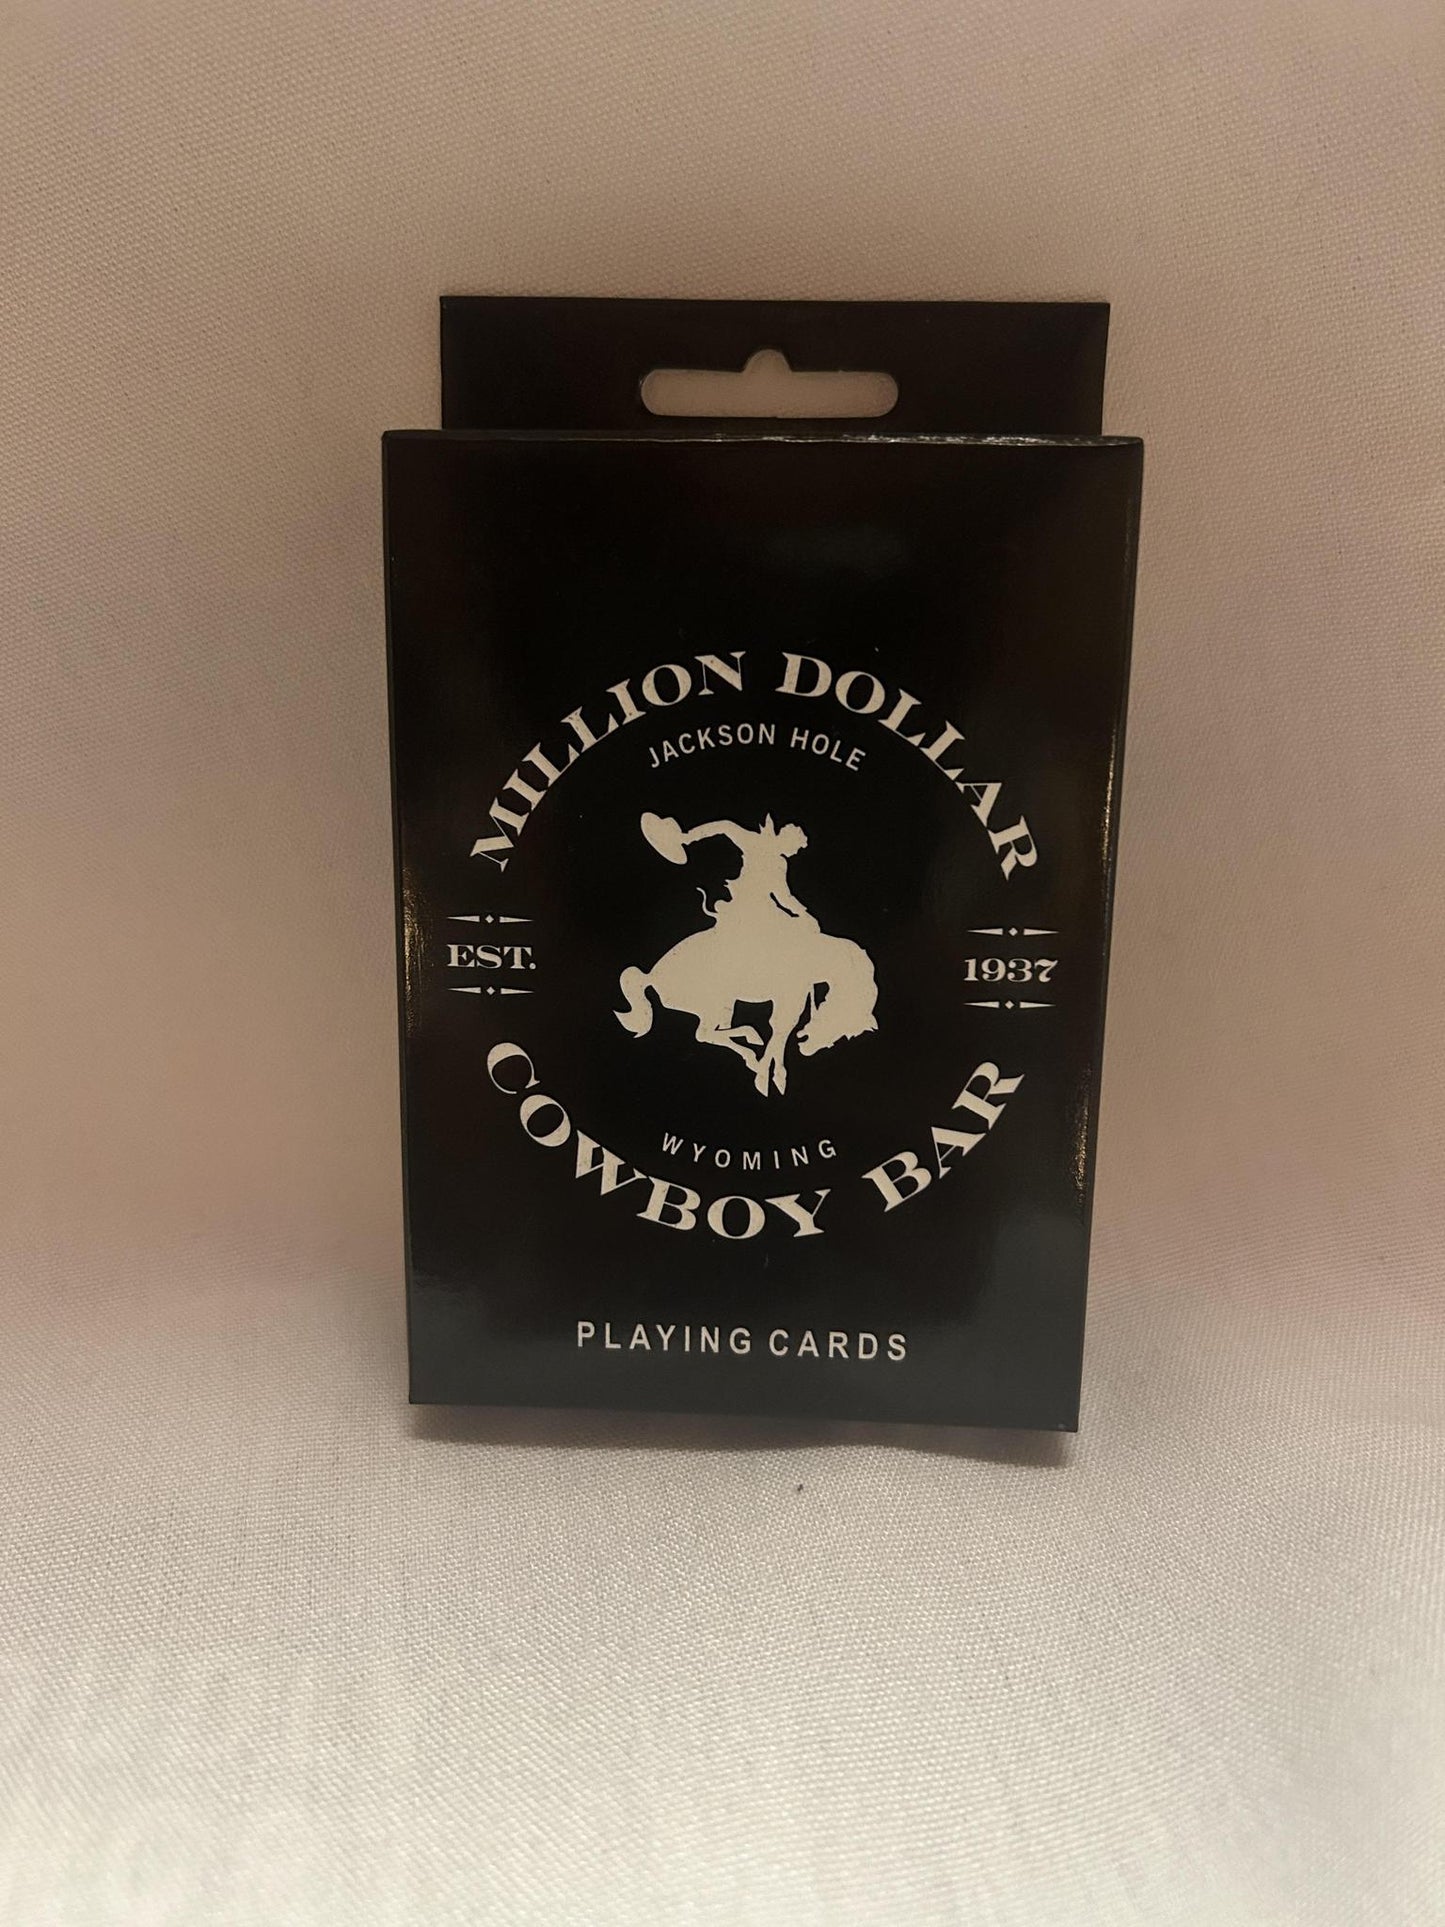 MILLION DOLLAR
JACKSON HOLE
EST.
1937
WYOMING
COWBOY BAR
PLAYING CARDS